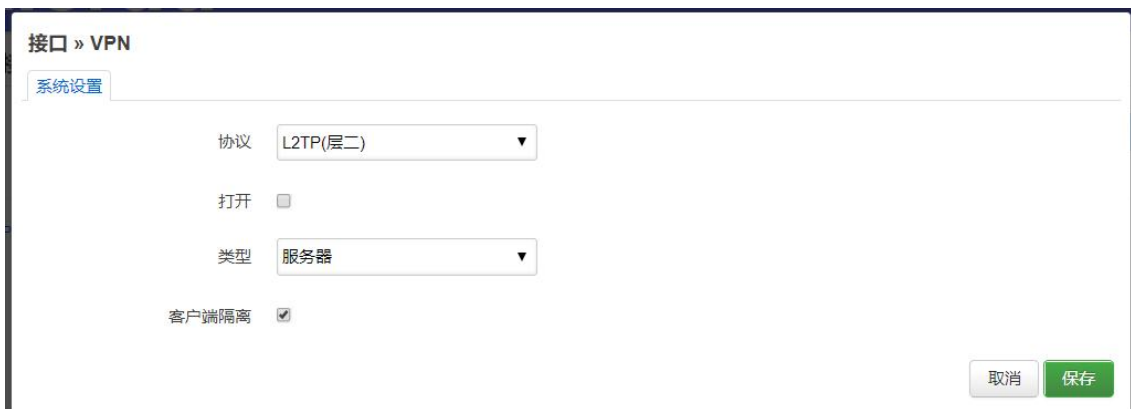 接口 » VPN
系统设置
协议 L2TP(层二)
打开
类型 服务器
客户端隔离
取消 保存